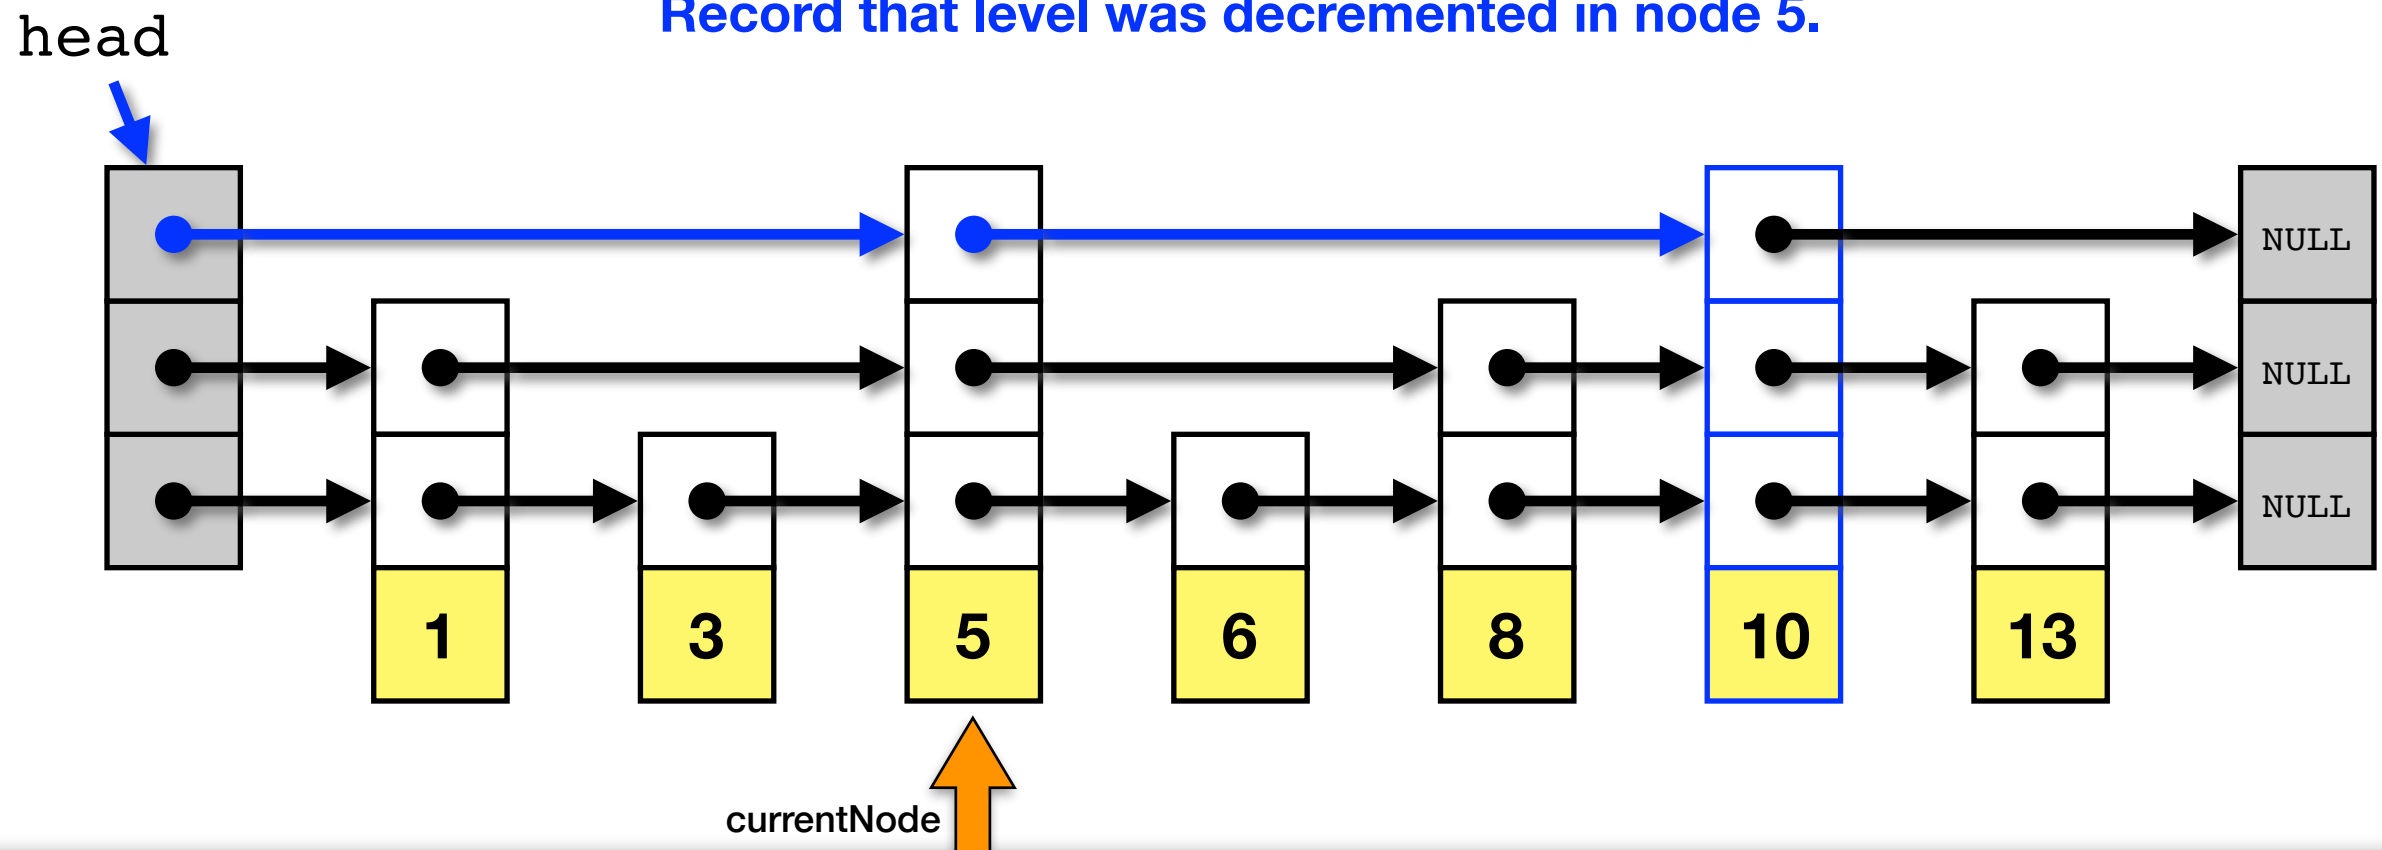 Record that level was decremented in node 5.
head
NULL
NULL
NULL
1 3 5 6 8 10 13
currentNode